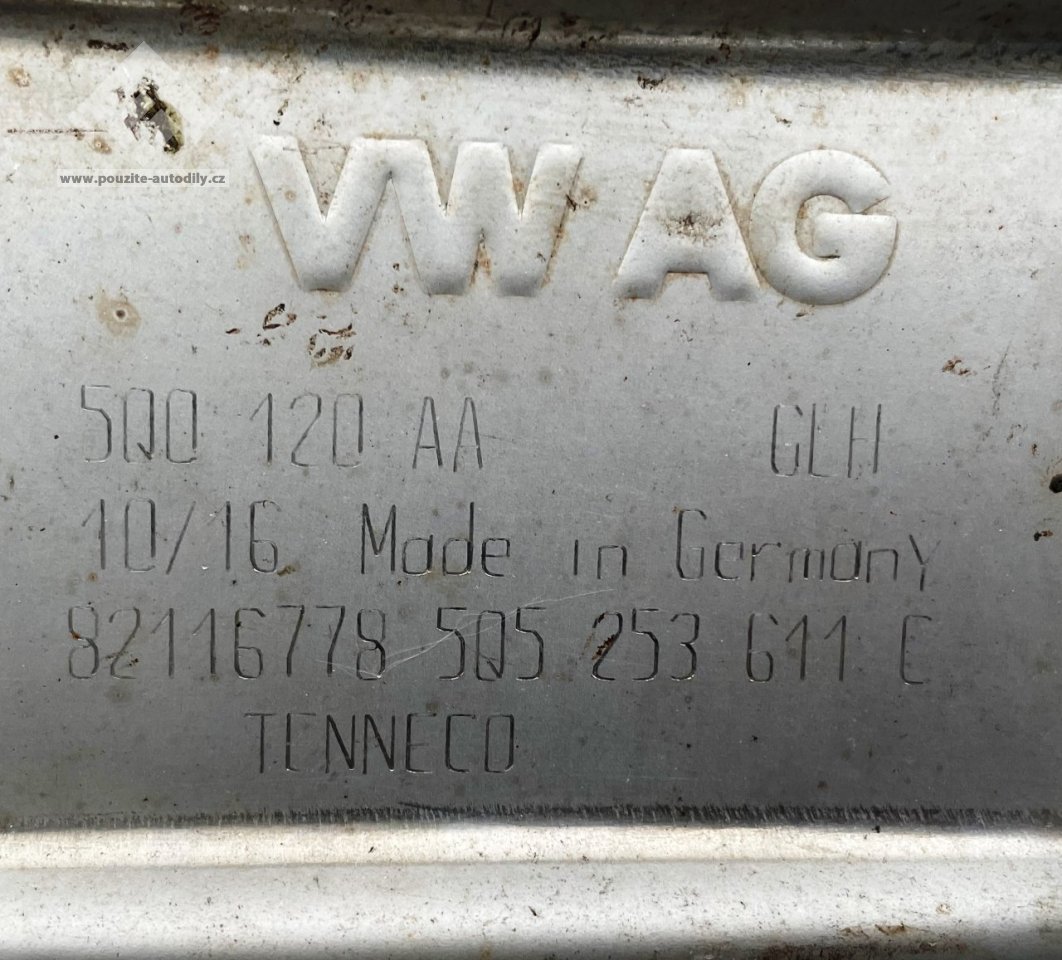 www.pouzite-autodily.cz
VW AG
5Q0 120 AA GLH
10/16 Made in Germany
82116778 5Q5 253 611 E
TENNECO